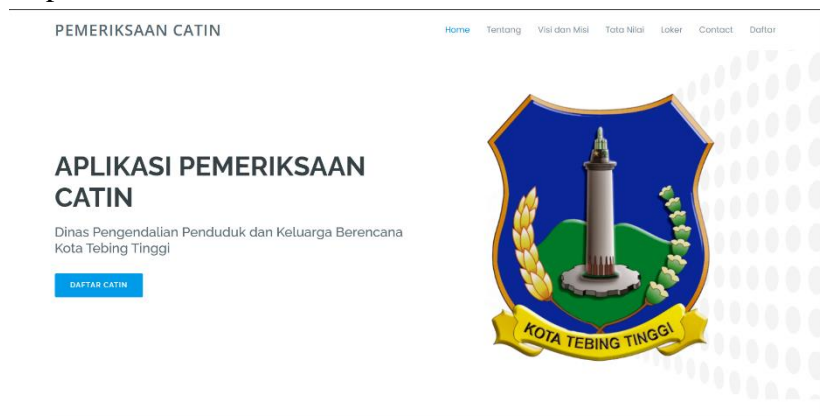 PEMERIKSAAN CATIN
Home Tentang Visi dan Misi Tata Nilai Loker Contact Daftar
APLIKASI PEMERIKSAAN
CATIN
Dinas Pengendalian Penduduk dan Keluarga Berencana
Kota Tebing Tinggi
DAFTAR CATIN
KOTA TEBING TINGGI